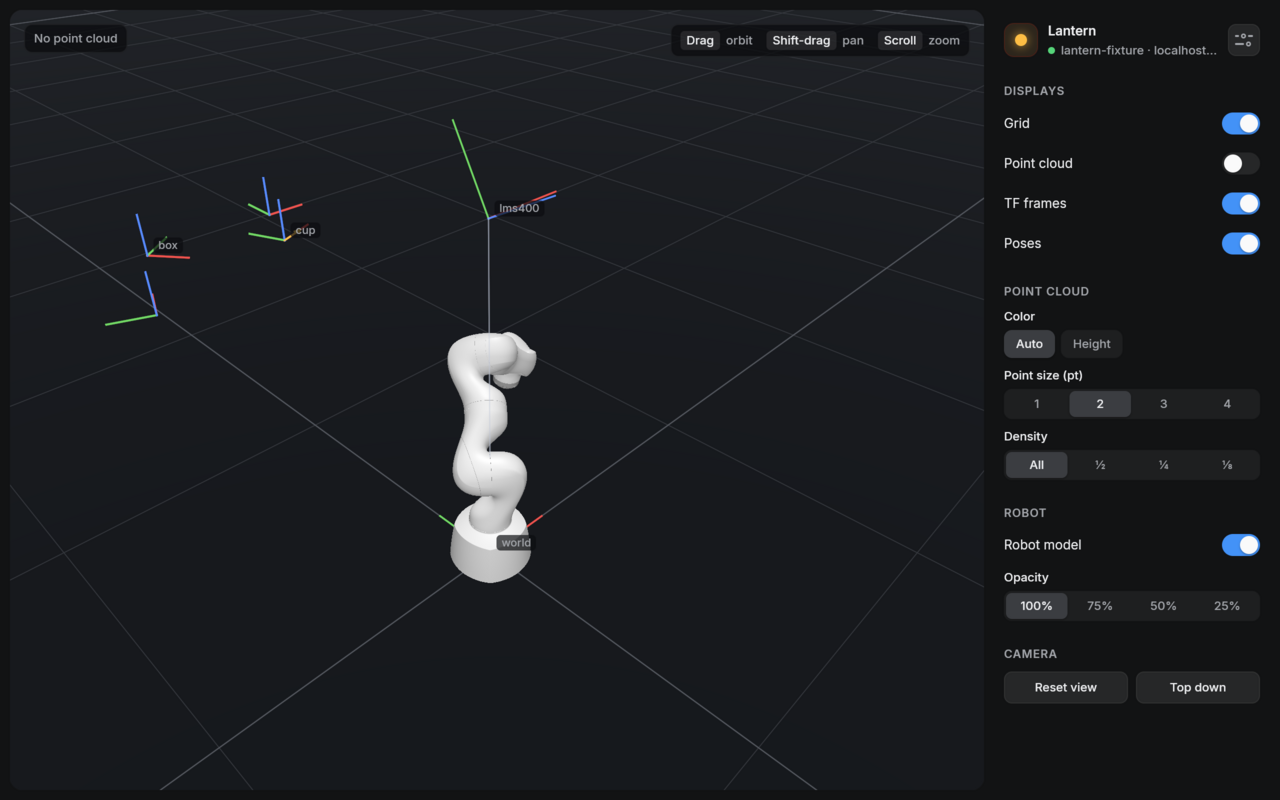 No point cloud
Drag orbit Shift-drag pan Scroll zoom
lms400
cup
box
world
Lantern
lantern-fixture · localhost...
DISPLAYS
Grid
Point cloud
TF frames
Poses
POINT CLOUD
Color
Auto Height
Point size (pt)
1 2 3 4
Density
All ½ ¼ ⅛
ROBOT
Robot model
Opacity
100% 75% 50% 25%
CAMERA
Reset view Top down